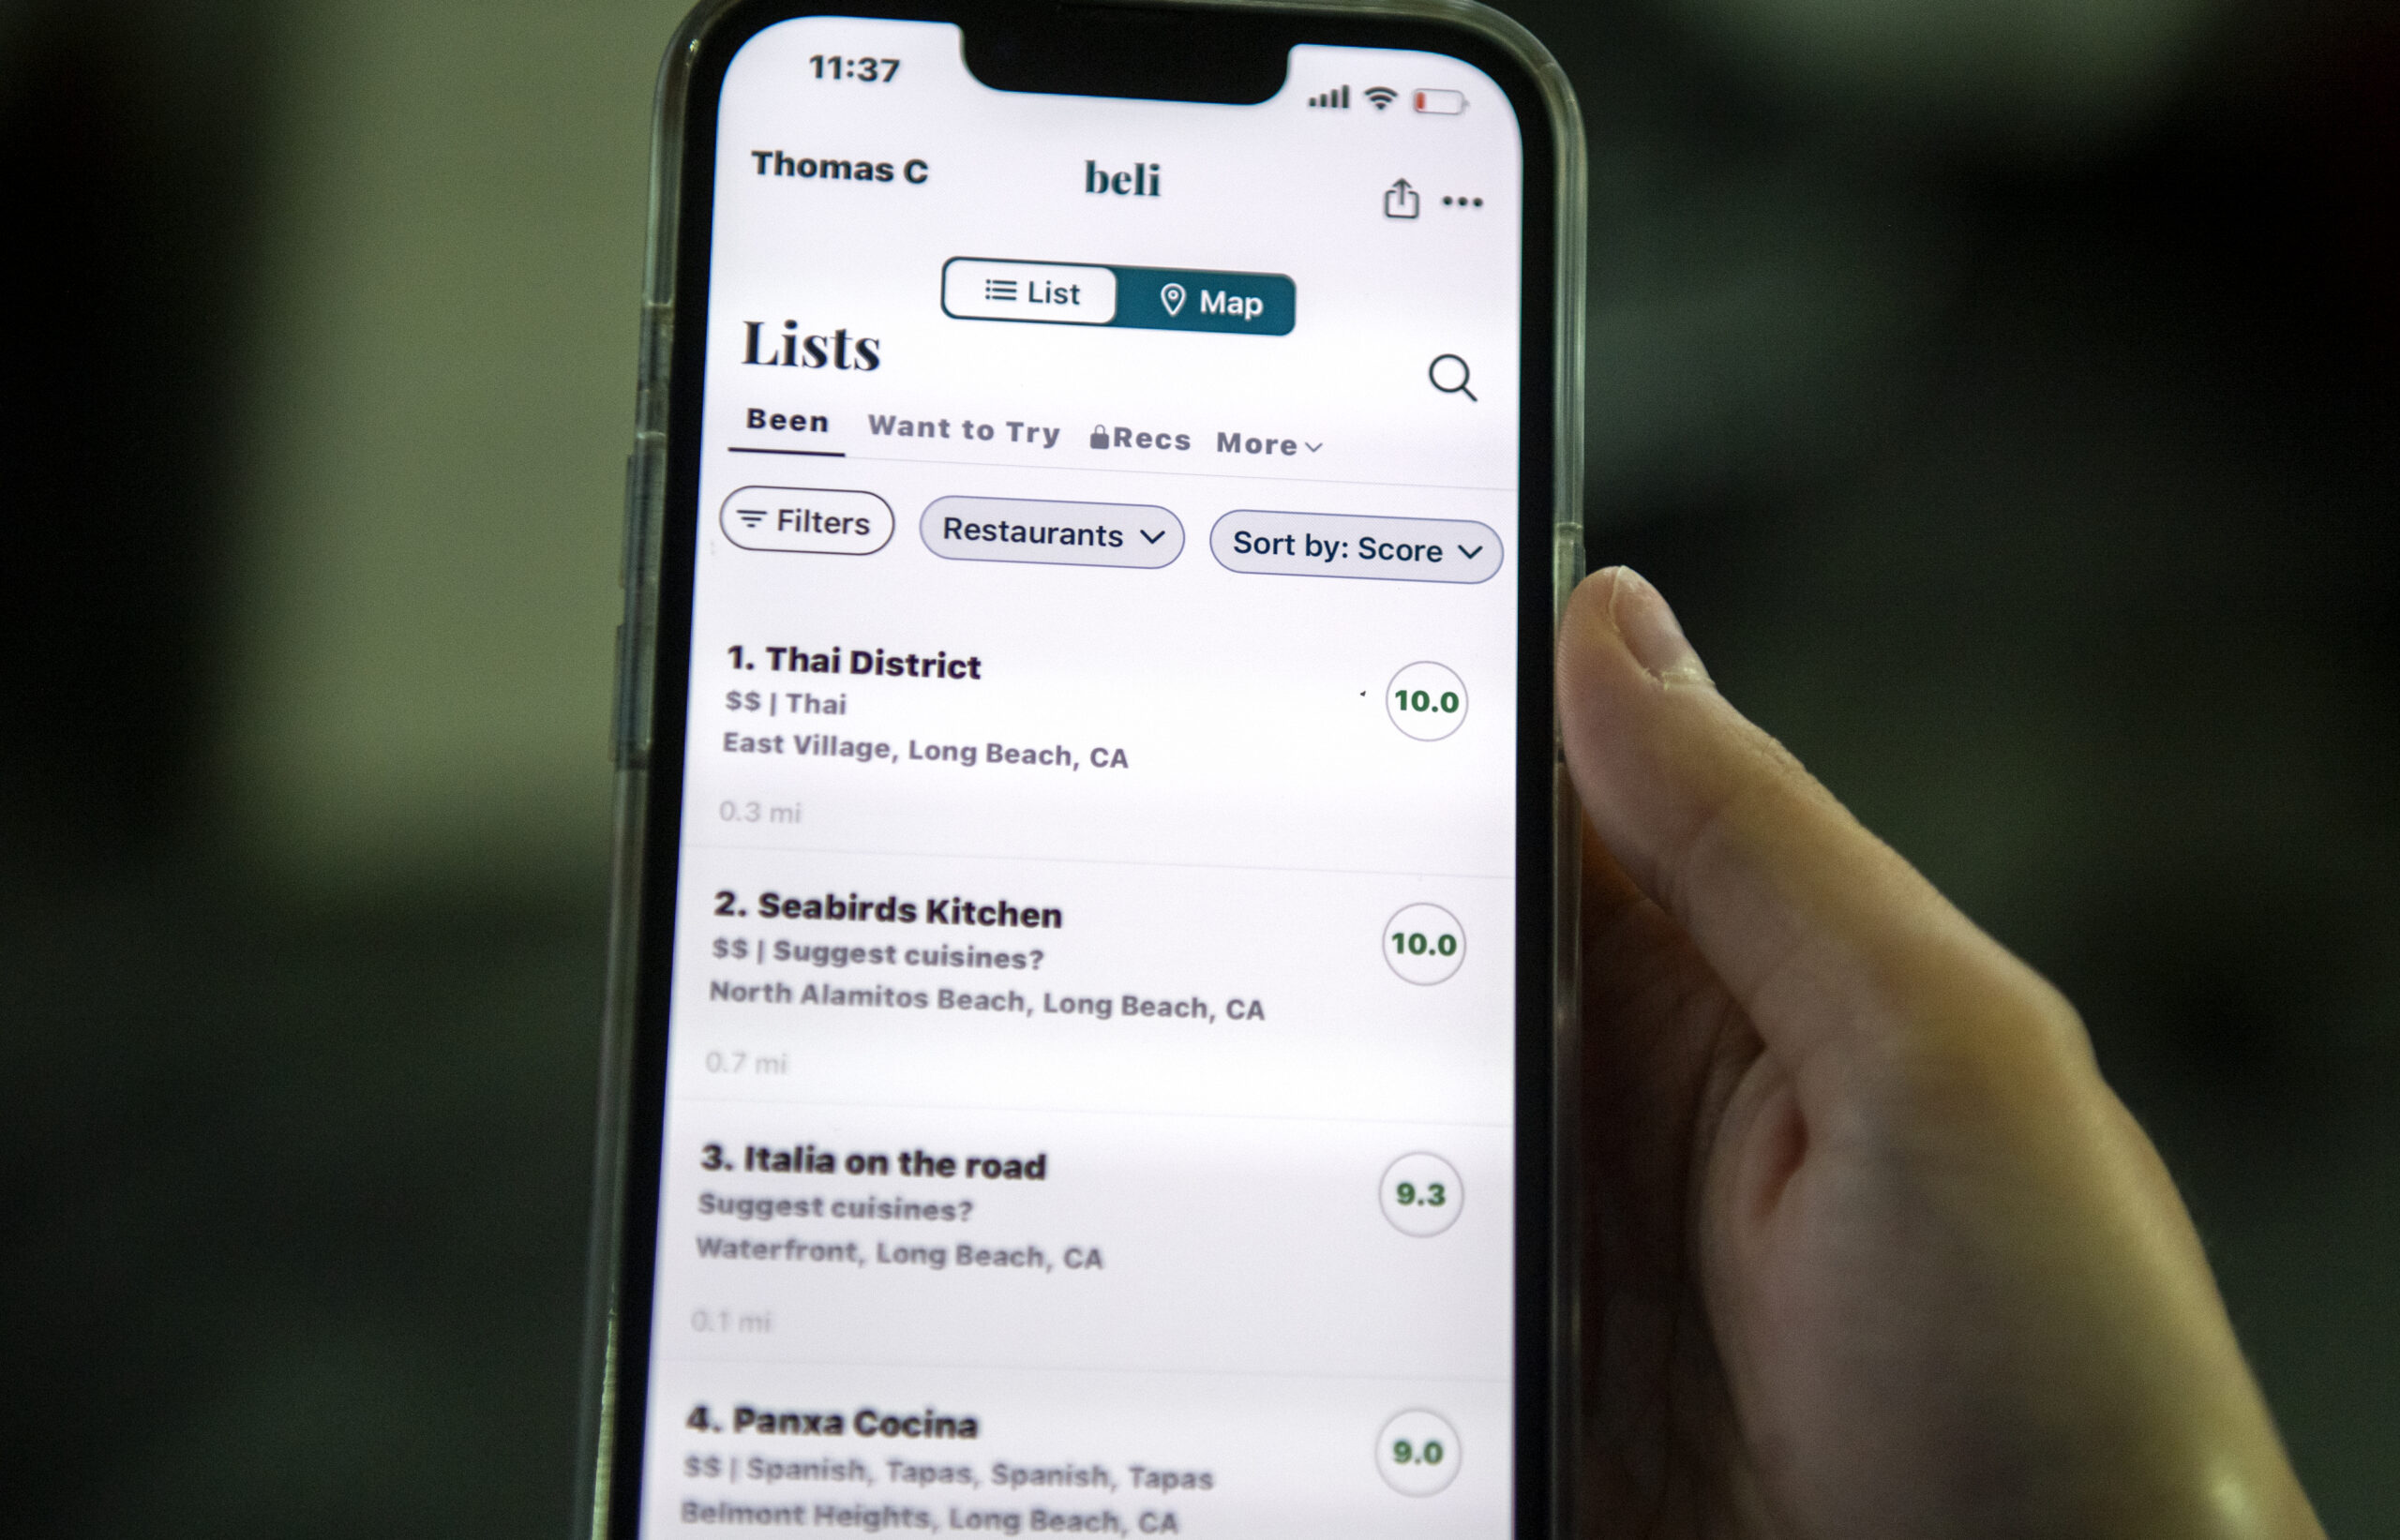 11:37
Thomas C
beli
List
Map
Lists
Been Want to Try Recs More
Filters Restaurants Sort by: Score
1. Thai District
10.0
$$ | Thai
East Village, Long Beach, CA
0.3 mi
2. Seabirds Kitchen
10.0
$$ | Suggest cuisines?
North Alamitos Beach, Long Beach, CA
0.7 mi
3. Italia on the road
9.3
Suggest cuisines?
Waterfront, Long Beach, CA
0.1 mi
4. Panxa Cocina
9.0
$$ | Spanish, Tapas, Spanish, Tapas
Belmont Heights, Long Beach, CA